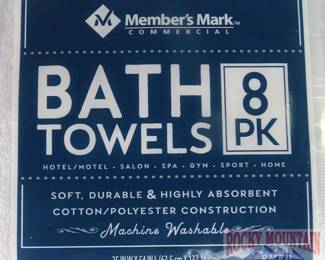 Member's Mark™
COMMERCIAL
BATH TOWELS
8 PK
HOTEL/MOTEL · SALON · SPA · GYM · SPORT · HOME
SOFT, DURABLE & HIGHLY ABSORBENT
COTTON/POLYESTER CONSTRUCTION
Machine Washable
ROCKY MOUNTAIN